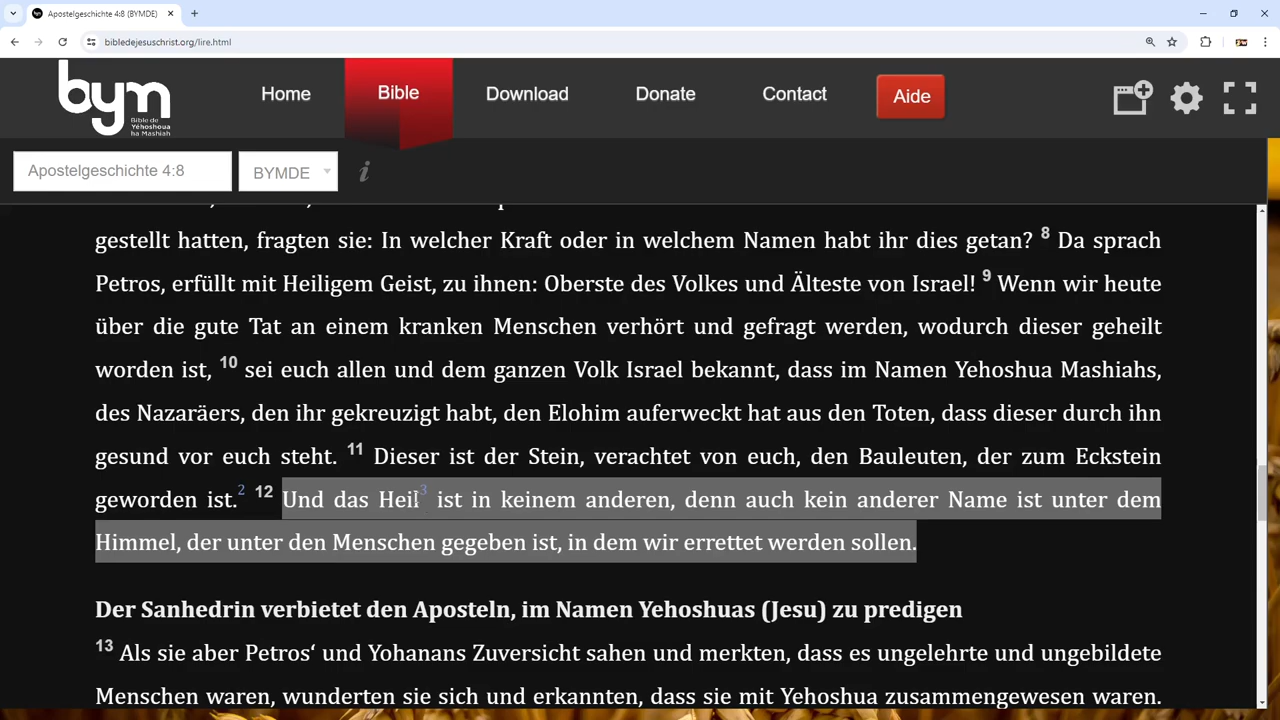 Apostelgeschichte 4:8 (BYMDE)
bibledejesuschrist.org/lire.html
bym
Bible de
Yéhoshoua
ha Mashiah
Home
Bible
Download
Donate
Contact
Aide
Apostelgeschichte 4:8
BYMDE
i
gestellt hatten, fragten sie: In welcher Kraft oder in welchem Namen habt ihr dies getan? 8 Da sprach
Petros, erfüllt mit Heiligem Geist, zu ihnen: Oberste des Volkes und Älteste von Israel! 9 Wenn wir heute
über die gute Tat an einem kranken Menschen verhört und gefragt werden, wodurch dieser geheilt
worden ist, 10 sei euch allen und dem ganzen Volk Israel bekannt, dass im Namen Yehoshua Mashiahs,
des Nazaräers, den ihr gekreuzigt habt, den Elohim auferweckt hat aus den Toten, dass dieser durch ihn
gesund vor euch steht. 11 Dieser ist der Stein, verachtet von euch, den Bauleuten, der zum Eckstein
geworden ist.2 12 Und das Heil3 ist in keinem anderen, denn auch kein anderer Name ist unter dem
Himmel, der unter den Menschen gegeben ist, in dem wir errettet werden sollen.
Der Sanhedrin verbietet den Aposteln, im Namen Yehoshuas (Jesu) zu predigen
13 Als sie aber Petros‘ und Yohanans Zuversicht sahen und merkten, dass es ungelehrte und ungebildete
Menschen waren, wunderten sie sich und erkannten, dass sie mit Yehoshua zusammengewesen waren.